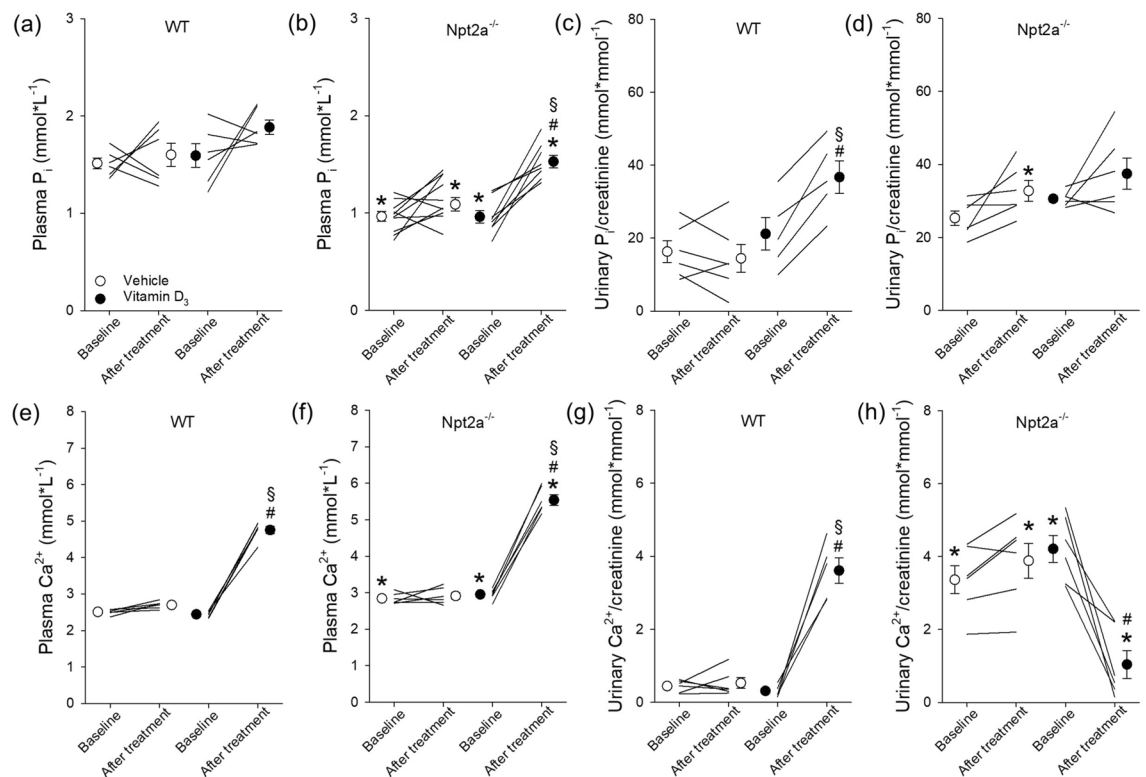 (a)
WT
Plasma Pᵢ (mmol*L⁻¹)
3
2
1
0
○ Vehicle
● Vitamin D₃
Baseline
After treatment
Baseline
After treatment
(b)
Npt2a⁻/⁻
Plasma Pᵢ (mmol*L⁻¹)
3
2
1
0
*
*
*
§
#
*
Baseline
After treatment
Baseline
After treatment
(c)
WT
Urinary Pᵢ/creatinine (mmol*mmol⁻¹)
80
60
40
20
0
§
#
Baseline
After treatment
Baseline
After treatment
(d)
Npt2a⁻/⁻
Urinary Pᵢ/creatinine (mmol*mmol⁻¹)
80
60
40
20
0
*
Baseline
After treatment
Baseline
After treatment
(e)
WT
Plasma Ca²⁺ (mmol*L⁻¹)
8
7
6
5
4
3
2
1
0
§
#
Baseline
After treatment
Baseline
After treatment
(f)
Npt2a⁻/⁻
Plasma Ca²⁺ (mmol*L⁻¹)
8
7
6
5
4
3
2
1
0
*
*
§
#
*
Baseline
After treatment
Baseline
After treatment
(g)
WT
Urinary Ca²⁺/creatinine (mmol*mmol⁻¹)
8
6
4
2
0
§
#
Baseline
After treatment
Baseline
After treatment
(h)
Npt2a⁻/⁻
Urinary Ca²⁺/creatinine (mmol*mmol⁻¹)
8
6
4
2
0
*
*
*
#
*
Baseline
After treatment
Baseline
After treatment